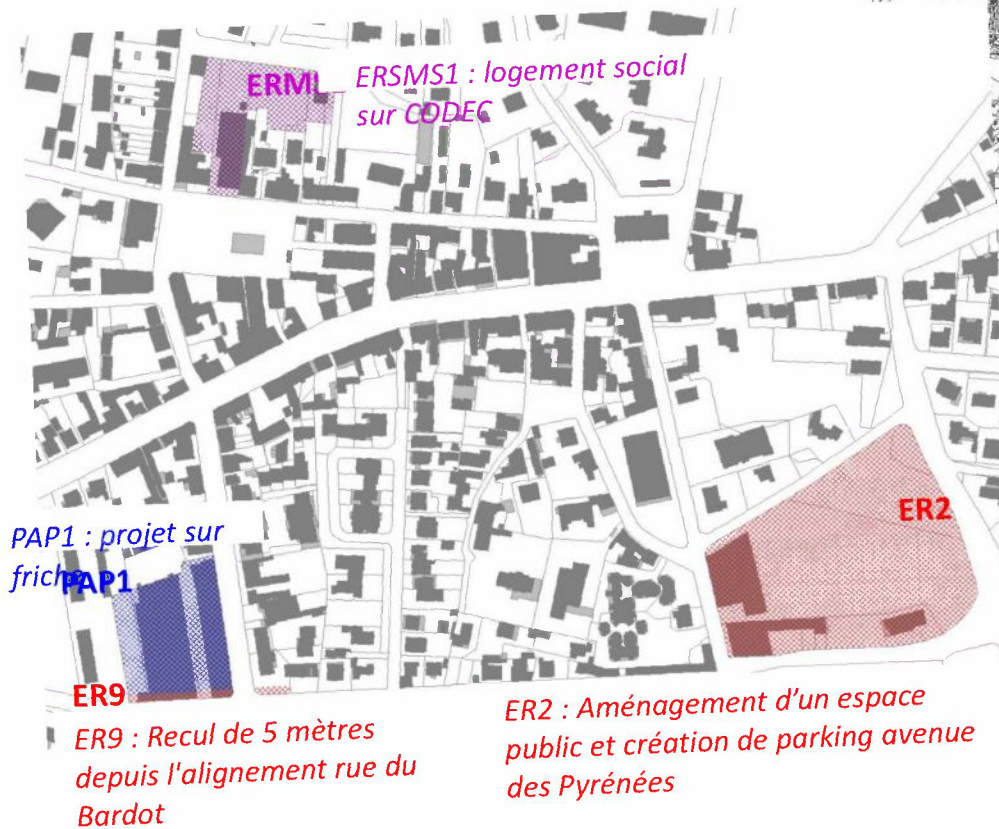 ERML
ERSMS1 : logement social
sur CODEC
ER2
PAP1 : projet sur
friche
PAP1
ER9
ER9 : Recul de 5 mètres
depuis l'alignement rue du
Bardot
ER2 : Aménagement d'un espace
public et création de parking avenue
des Pyrénées